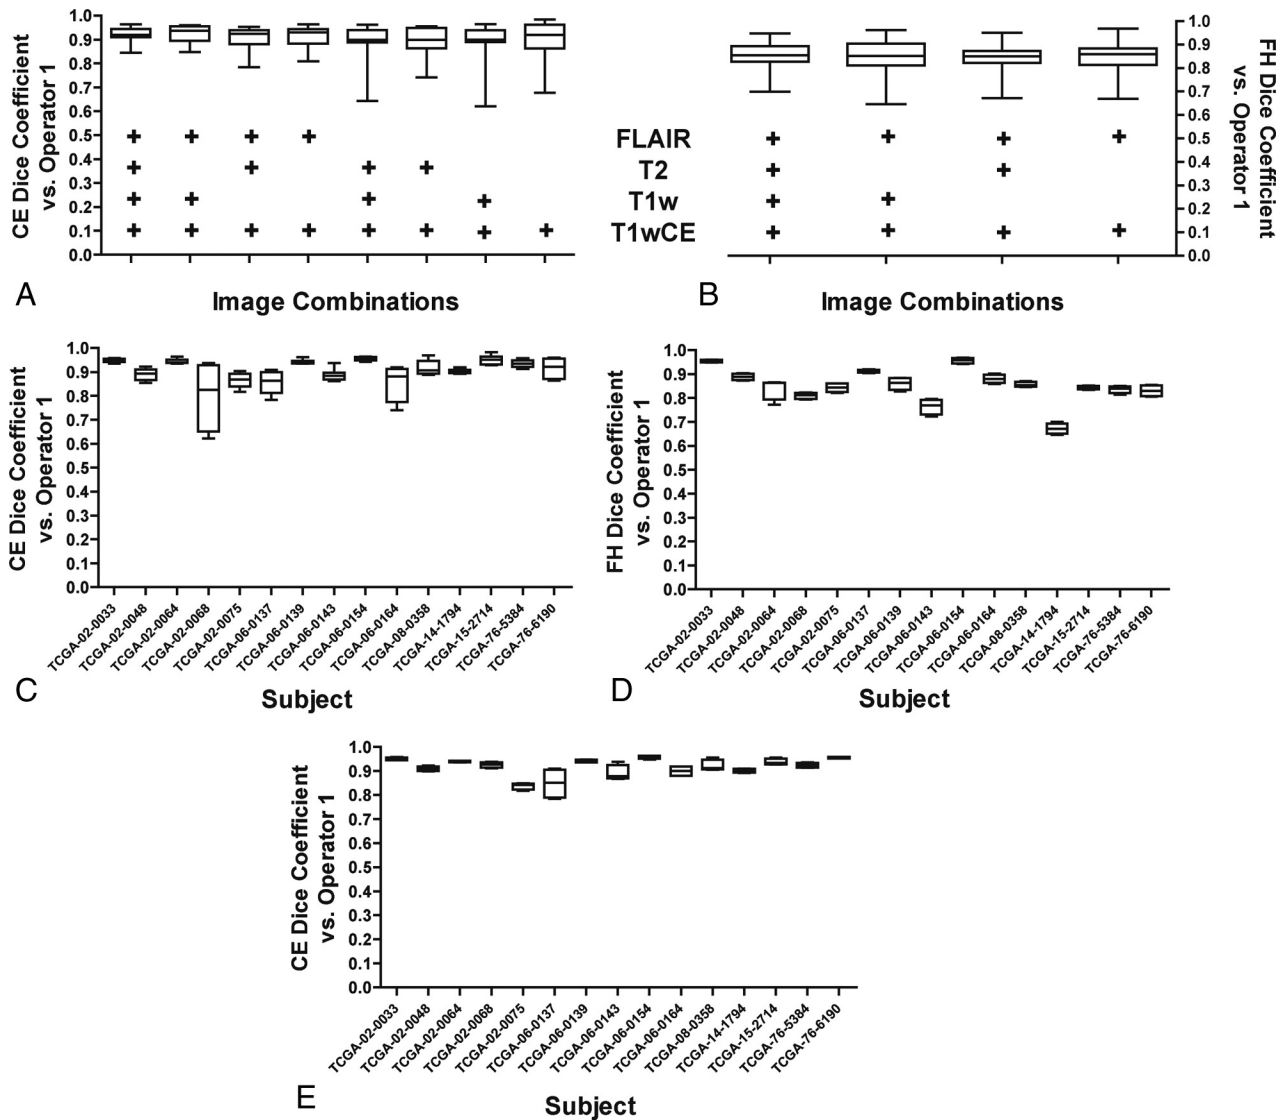 CE Dice Coefficient
vs. Operator 1
1.0
0.9
0.8
0.7
0.6
0.5
0.4
0.3
0.2
0.1
0.0
+ + + + + + +
A
Image Combinations
FLAIR
T2
T1w
T1wCE
1.0
0.9
0.8
0.7
0.6
0.5
0.4
0.3
0.2
0.1
0.0
FH Dice Coefficient
vs. Operator 1
B
Image Combinations
CE Dice Coefficient
vs. Operator 1
1.0
0.9
0.8
0.7
0.6
0.5
0.4
0.3
0.2
0.1
0.0
TCGA-02-0033
TCGA-02-0048
TCGA-02-0064
TCGA-02-0068
TCGA-02-0075
TCGA-06-0137
TCGA-06-0139
TCGA-06-0143
TCGA-06-0154
TCGA-06-0164
TCGA-08-0358
TCGA-14-1794
TCGA-15-2714
TCGA-76-5384
TCGA-76-6190
C
Subject
FH Dice Coefficient
vs. Operator 1
1.0
0.9
0.8
0.7
0.6
0.5
0.4
0.3
0.2
0.1
0.0
TCGA-02-0033
TCGA-02-0048
TCGA-02-0064
TCGA-02-0068
TCGA-02-0075
TCGA-06-0137
TCGA-06-0139
TCGA-06-0143
TCGA-06-0154
TCGA-06-0164
TCGA-08-0358
TCGA-14-1794
TCGA-15-2714
TCGA-76-5384
TCGA-76-6190
D
Subject
CE Dice Coefficient
vs. Operator 1
1.0
0.9
0.8
0.7
0.6
0.5
0.4
0.3
0.2
0.1
0.0
TCGA-02-0033
TCGA-02-0048
TCGA-02-0064
TCGA-02-0068
TCGA-02-0075
TCGA-06-0137
TCGA-06-0139
TCGA-06-0143
TCGA-06-0154
TCGA-06-0164
TCGA-08-0358
TCGA-14-1794
TCGA-15-2714
TCGA-76-5384
TCGA-76-6190
E
Subject